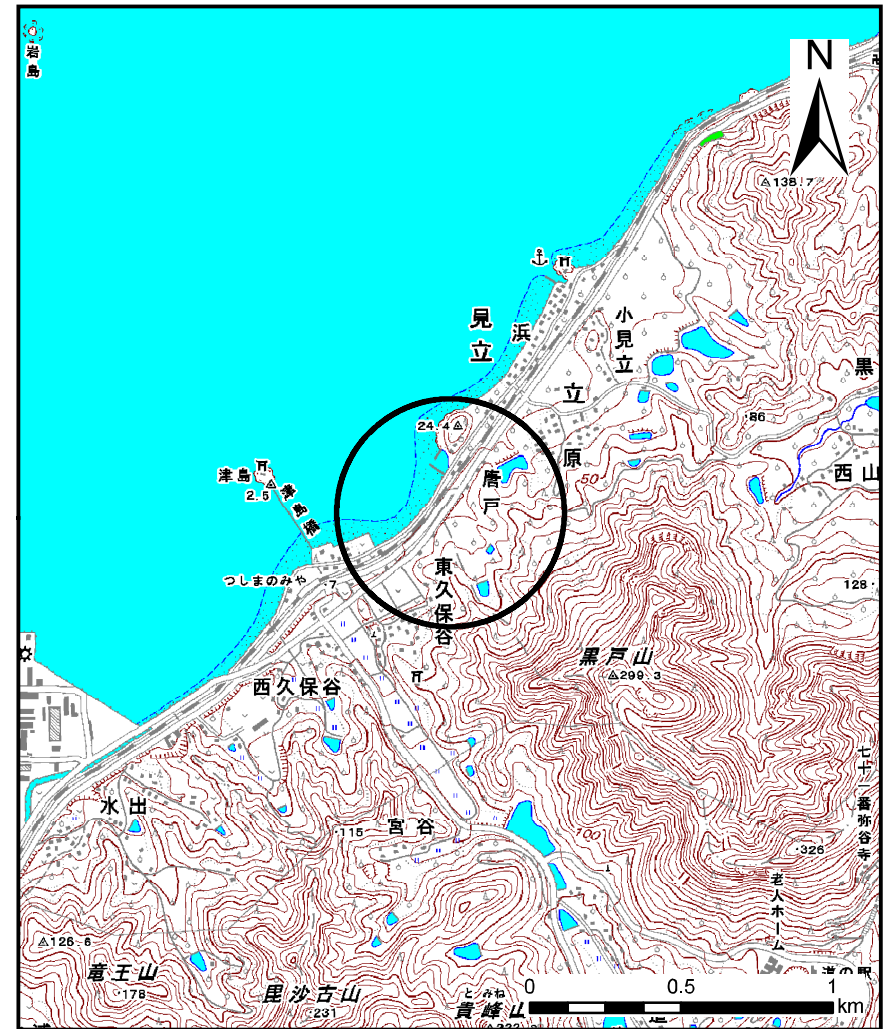 岩島
N
138.7
見立
浜
小見立
立
原
黒
86
24.4
唐戸
50
西山
津島
2.5
津島橋
つしまのみや
7
東久保谷
128
黒戸山
299.3
西久保谷
七十一番弥谷寺
水出
宮谷
115
100
326
老人ホーム
126.6
竜王山
178
毘沙古山
231
とみね
貴峰山
道の駅
0 0.5 1
km